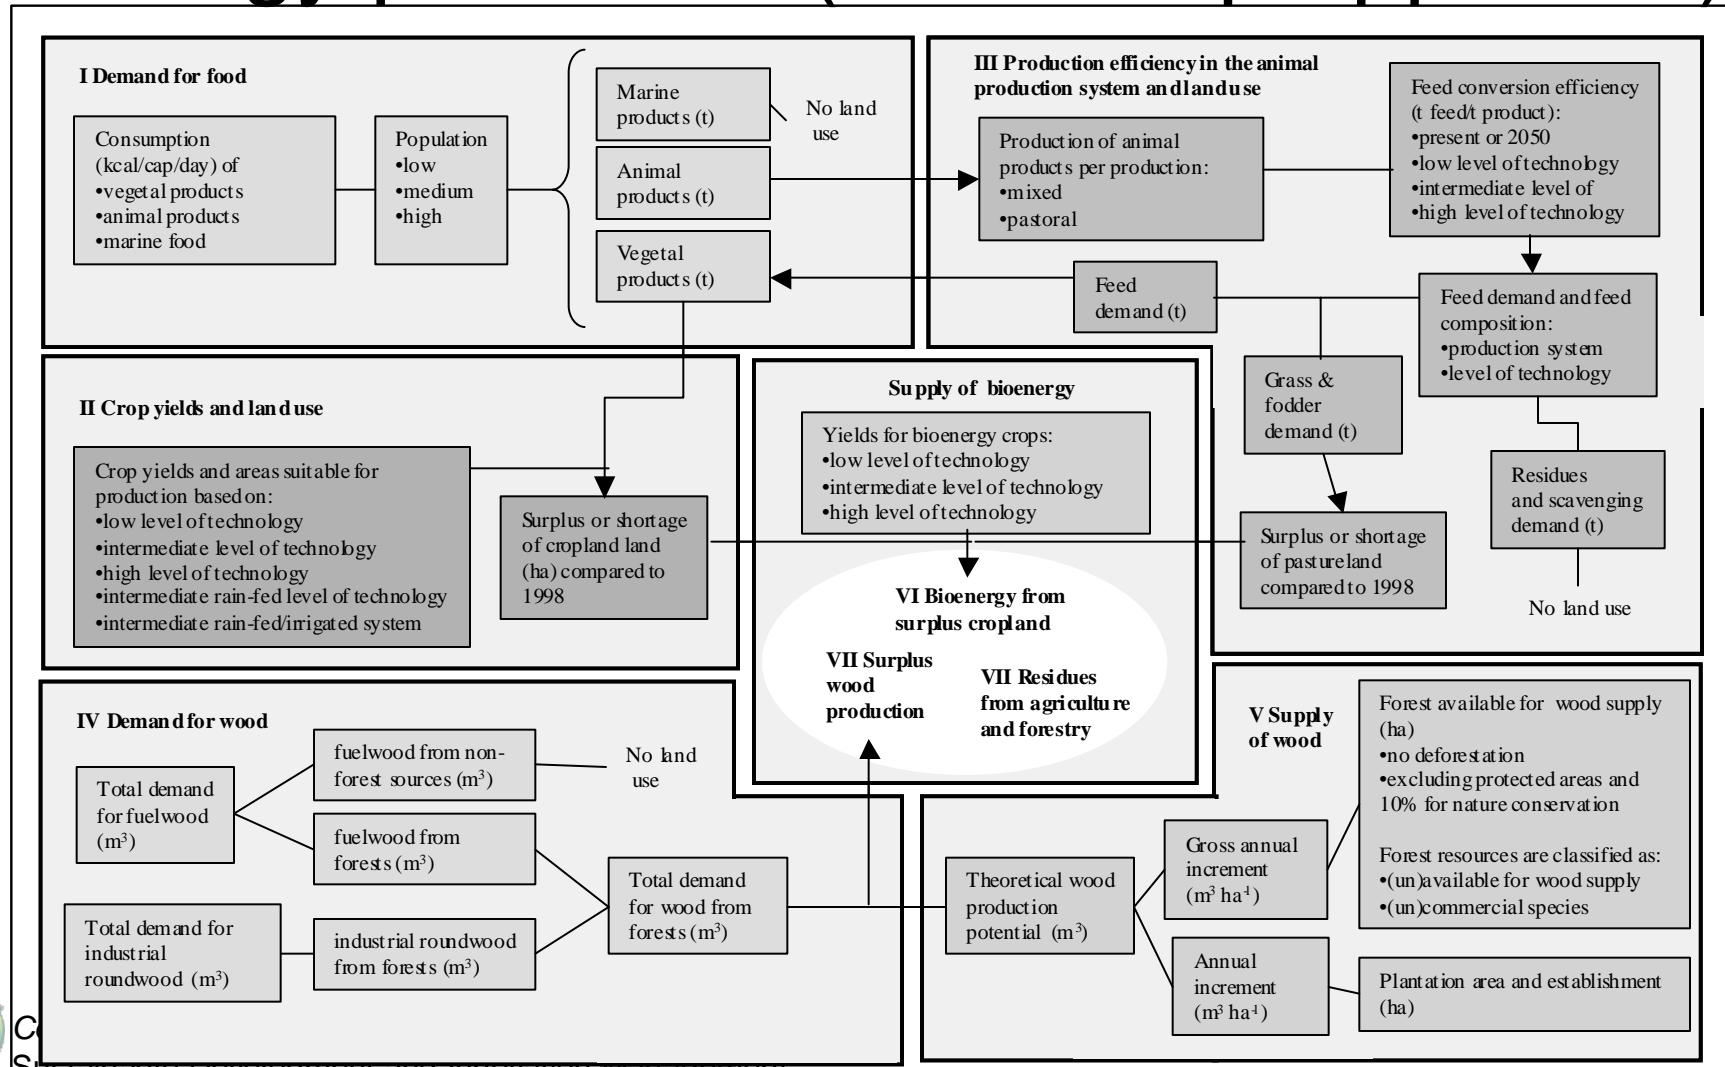 I Demand for food
Consumption
(kcal/cap/day) of
•vegetal products
•animal products
•marine food
Population
•low
•medium
•high
Marine
products (t)
No land
use
Animal
products (t)
Vegetal
products (t)
III Production efficiency in the animal
production system and land use
Production of animal
products per production:
•mixed
•pastoral
Feed conversion efficiency
(t feed/t product):
•present or 2050
•low level of technology
•intermediate level of
•high level of technology
Feed
demand (t)
Feed demand and feed
composition:
•production system
•level of technology
Grass &
fodder
demand (t)
Residues
and scavenging
demand (t)
Surplus or shortage
of pastureland
compared to 1998
No land use
II Crop yields and land use
Crop yields and areas suitable for
production based on:
•low level of technology
•intermediate level of technology
•high level of technology
•intermediate rain-fed level of technology
•intermediate rain-fed/irrigated system
Surplus or shortage
of cropland land
(ha) compared to
1998
Supply of bioenergy
Yields for bioenergy crops:
•low level of technology
•intermediate level of technology
•high level of technology
VI Bioenergy from
surplus cropland
VII Surplus
wood
production
VII Residues
from agriculture
and forestry
IV Demand for wood
Total demand
for fuelwood
(m³)
fuelwood from non-
forest sources (m³)
No land
use
fuelwood from
forests (m³)
Total demand for
industrial
roundwood (m³)
industrial roundwood
from forests (m³)
Total demand
for wood from
forests (m³)
V Supply
of wood
Theoretical wood
production
potential (m³)
Gross annual
increment
(m³ ha⁻¹)
Annual
increment
(m³ ha⁻¹)
Forest available for wood supply
(ha)
•no deforestation
•excluding protected areas and
10% for nature conservation
Forest resources are classified as:
•(un)available for wood supply
•(un)commercial species
Plantation area and establishment
(ha)